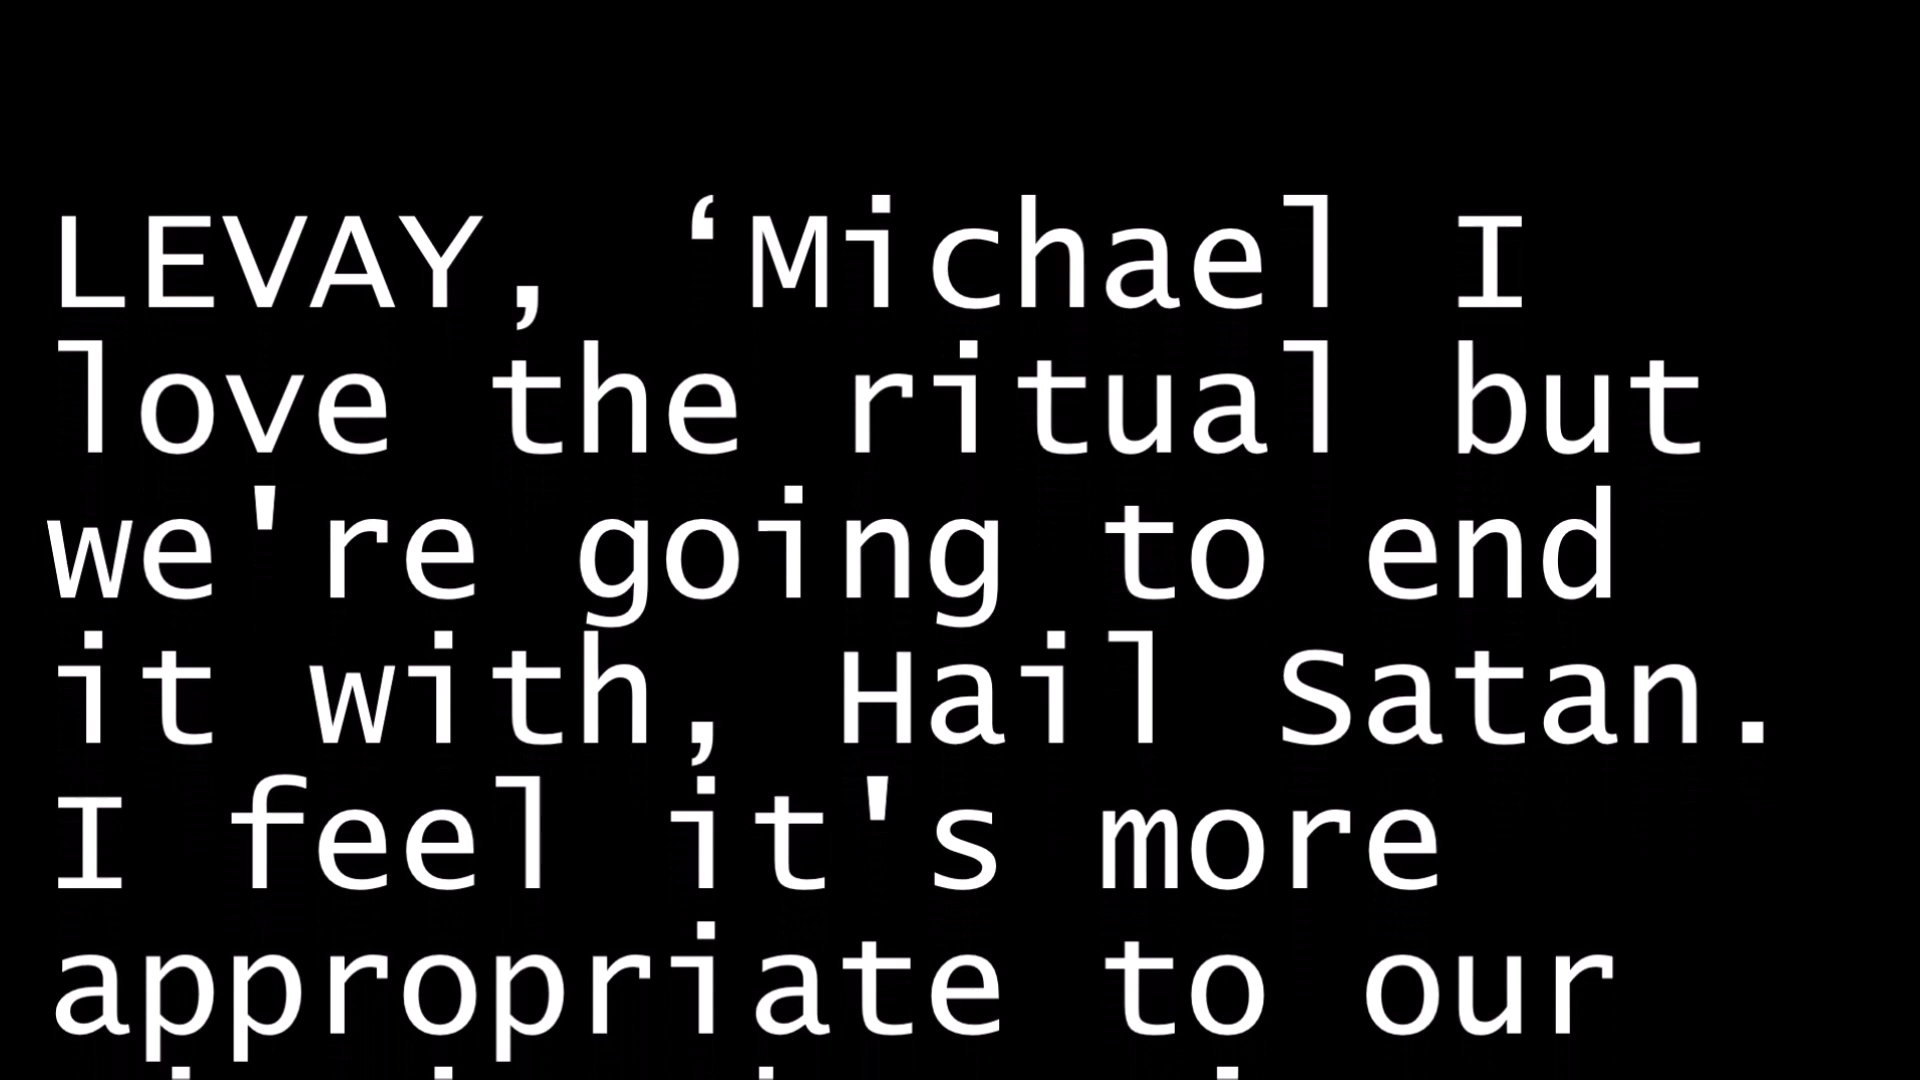 LEVAY, ‘Michael I
love the ritual but
we're going to end
it with, Hail Satan.
I feel it's more
appropriate to our